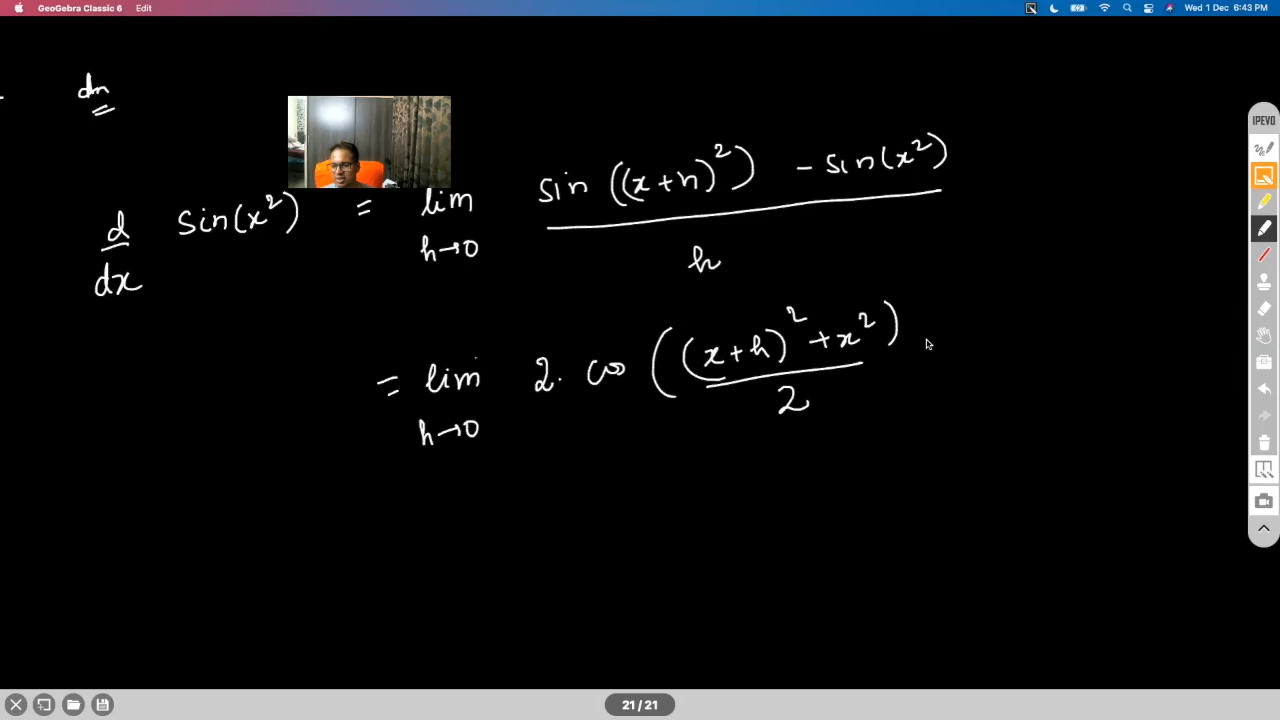 GeoGebra Classic 6 Edit Wed 1 Dec 6:43 PM
dn
IPEVO
d/dx sin(x²) = lim h→0 (sin((x+h)²) - sin(x²)) / h
= lim h→0 2. cos(((x+h)² + x²) / 2)
21 / 21